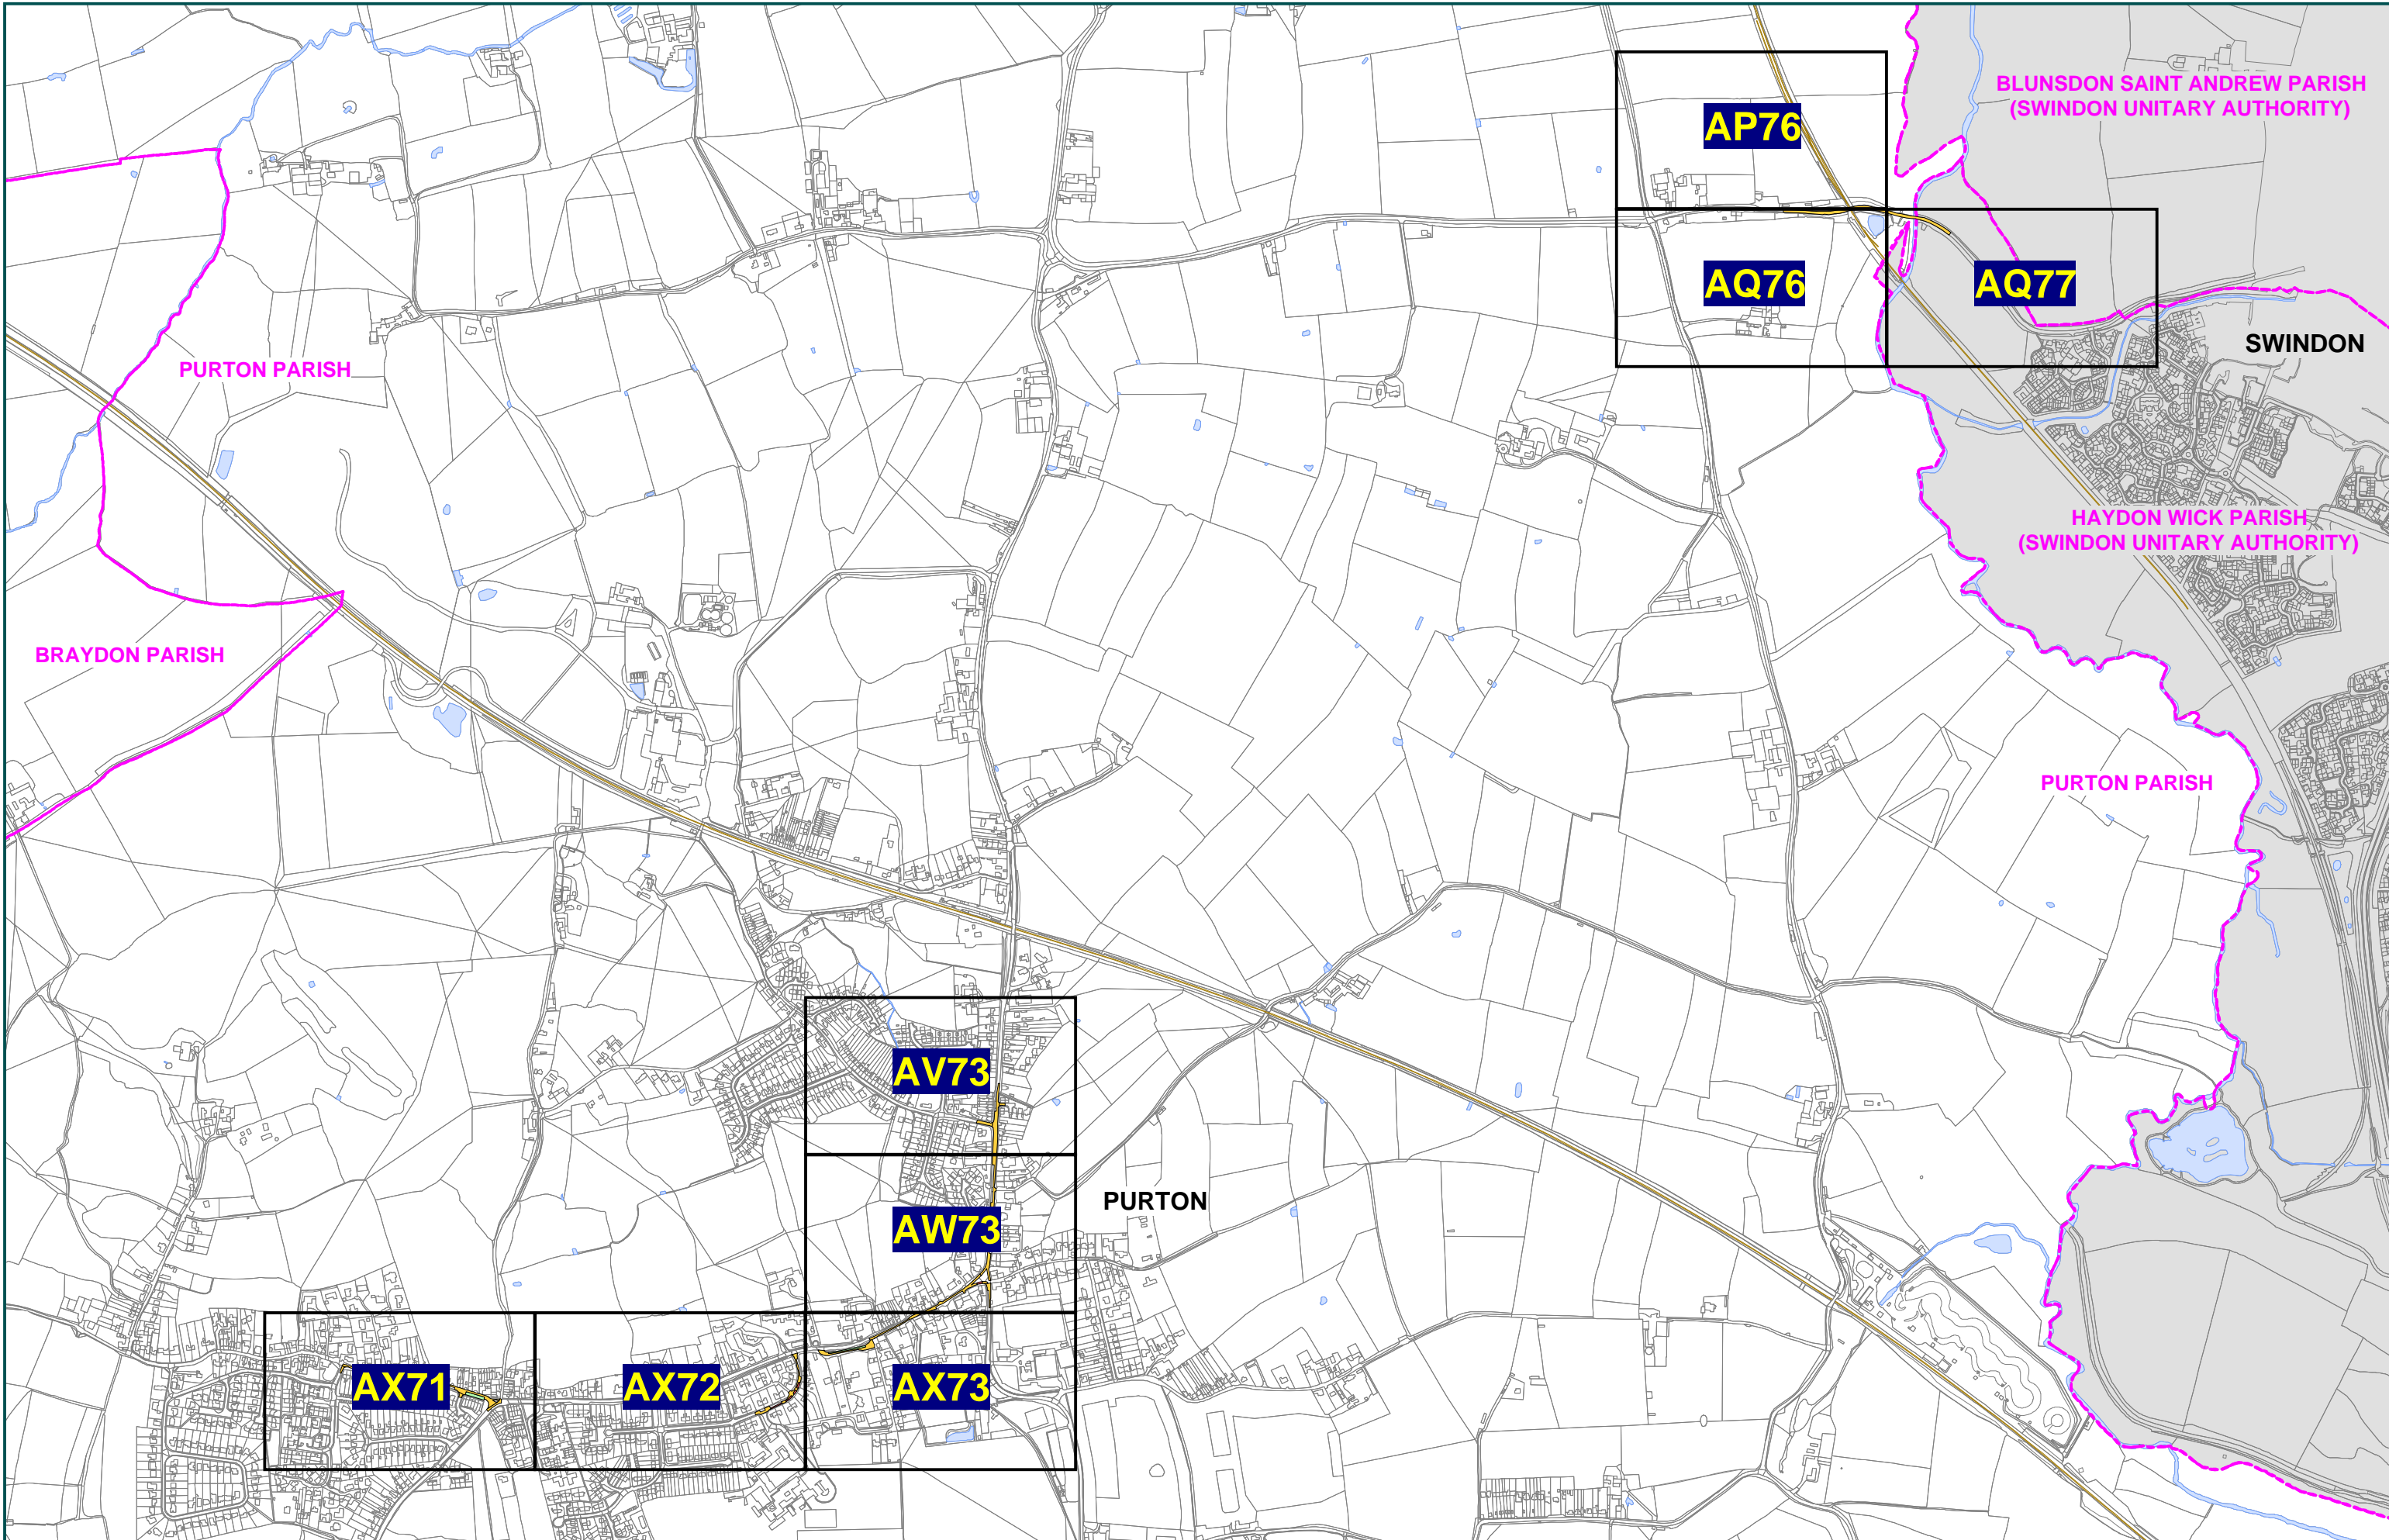 BLUNSDON SAINT ANDREW PARISH
(SWINDON UNITARY AUTHORITY)
AP76
AQ76
AQ77
SWINDON
PURTON PARISH
HAYDON WICK PARISH
(SWINDON UNITARY AUTHORITY)
BRAYDON PARISH
PURTON PARISH
AV73
PURTON
AW73
AX71
AX72
AX73